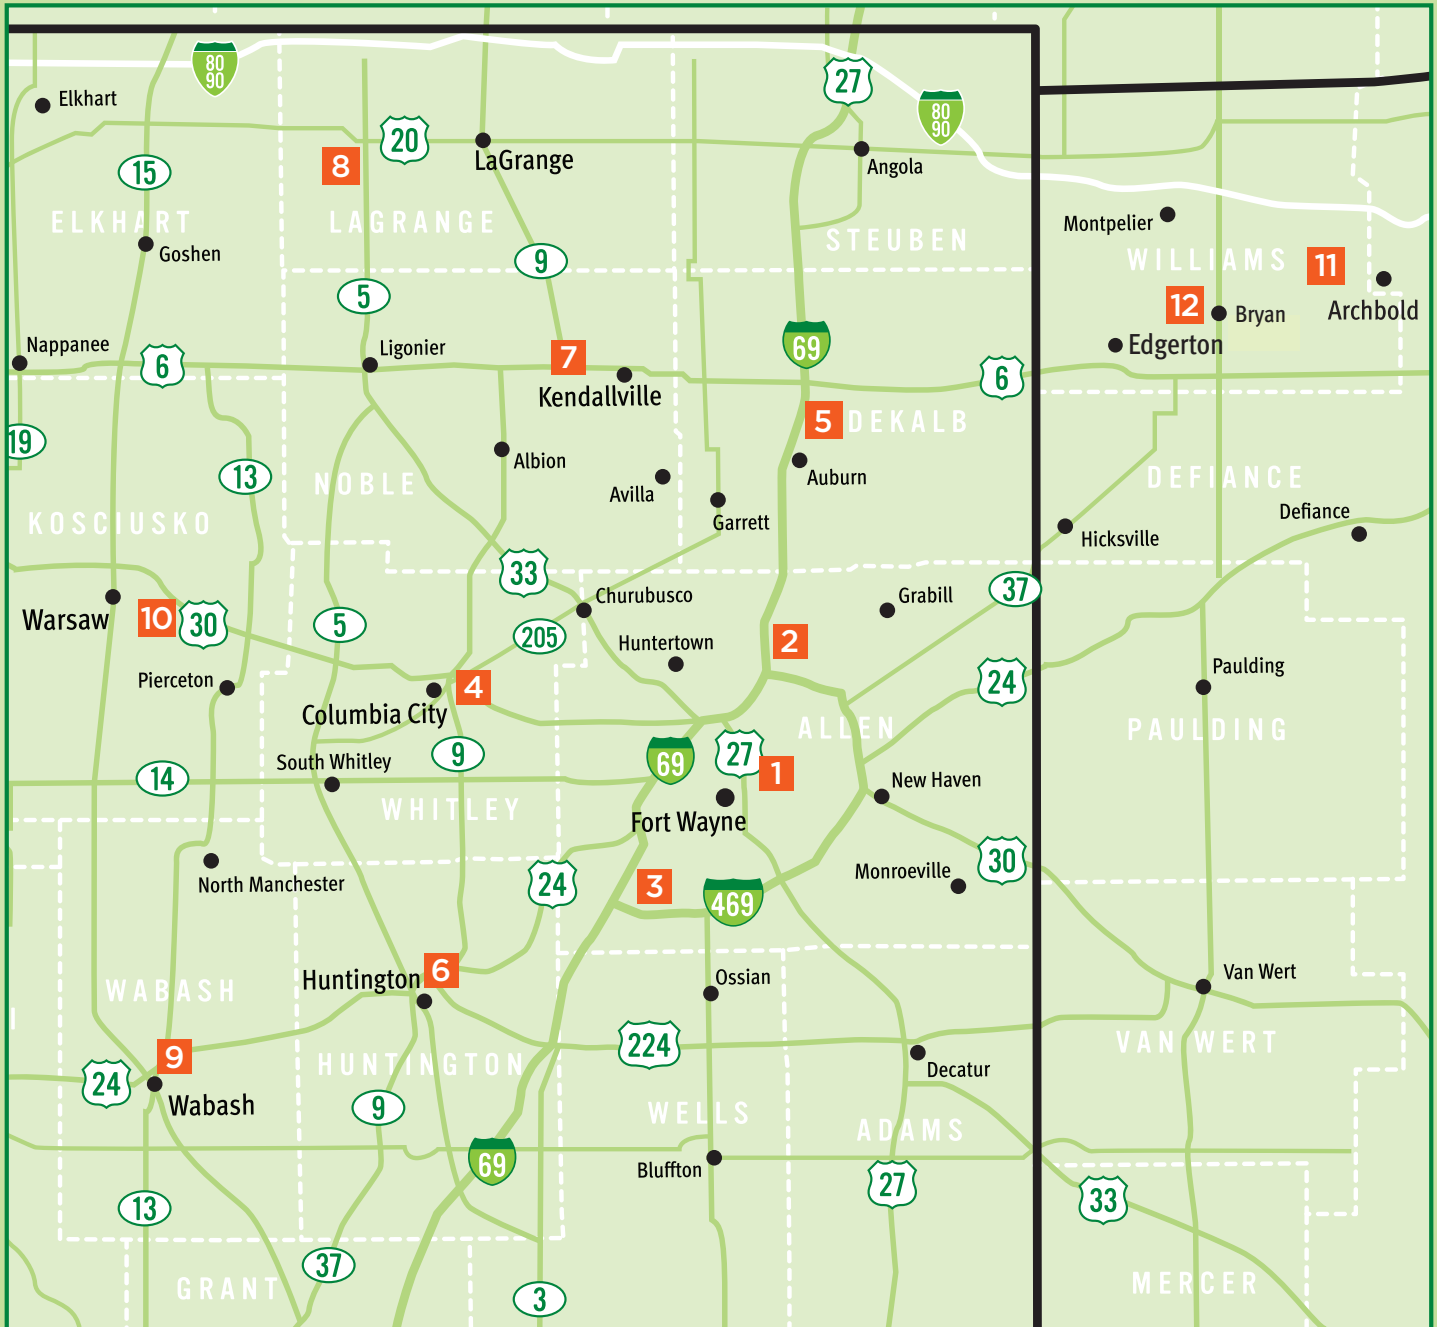 80
90
27
80
90
Elkhart
20
LaGrange
Angola
8
15
ELKHART
LAGRANGE
Goshen
9
STEUBEN
Montpelier
WILLIAMS
11
5
12
Bryan
Archbold
Nappanee
6
Ligonier
7
69
Edgerton
6
Kendallville
5
DEKALB
19
13
NOBLE
Albion
Avilla
Auburn
Garrett
DEFIANCE
KOSCIUSKO
Hicksville
Defiance
33
Churubusco
Grabill
37
Warsaw
10
30
5
205
Huntertown
2
Pierceton
4
Columbia City
24
Paulding
ALLEN
PAULDING
South Whitley
9
69
27
1
14
New Haven
WHITLEY
Fort Wayne
North Manchester
24
3
469
Monroeville
30
WABASH
Huntington
6
Ossian
Van Wert
9
24
HUNTINGTON
224
Decatur
VAN WERT
Wabash
9
WELLS
ADAMS
69
Bluffton
27
33
13
37
GRANT
3
MERCER